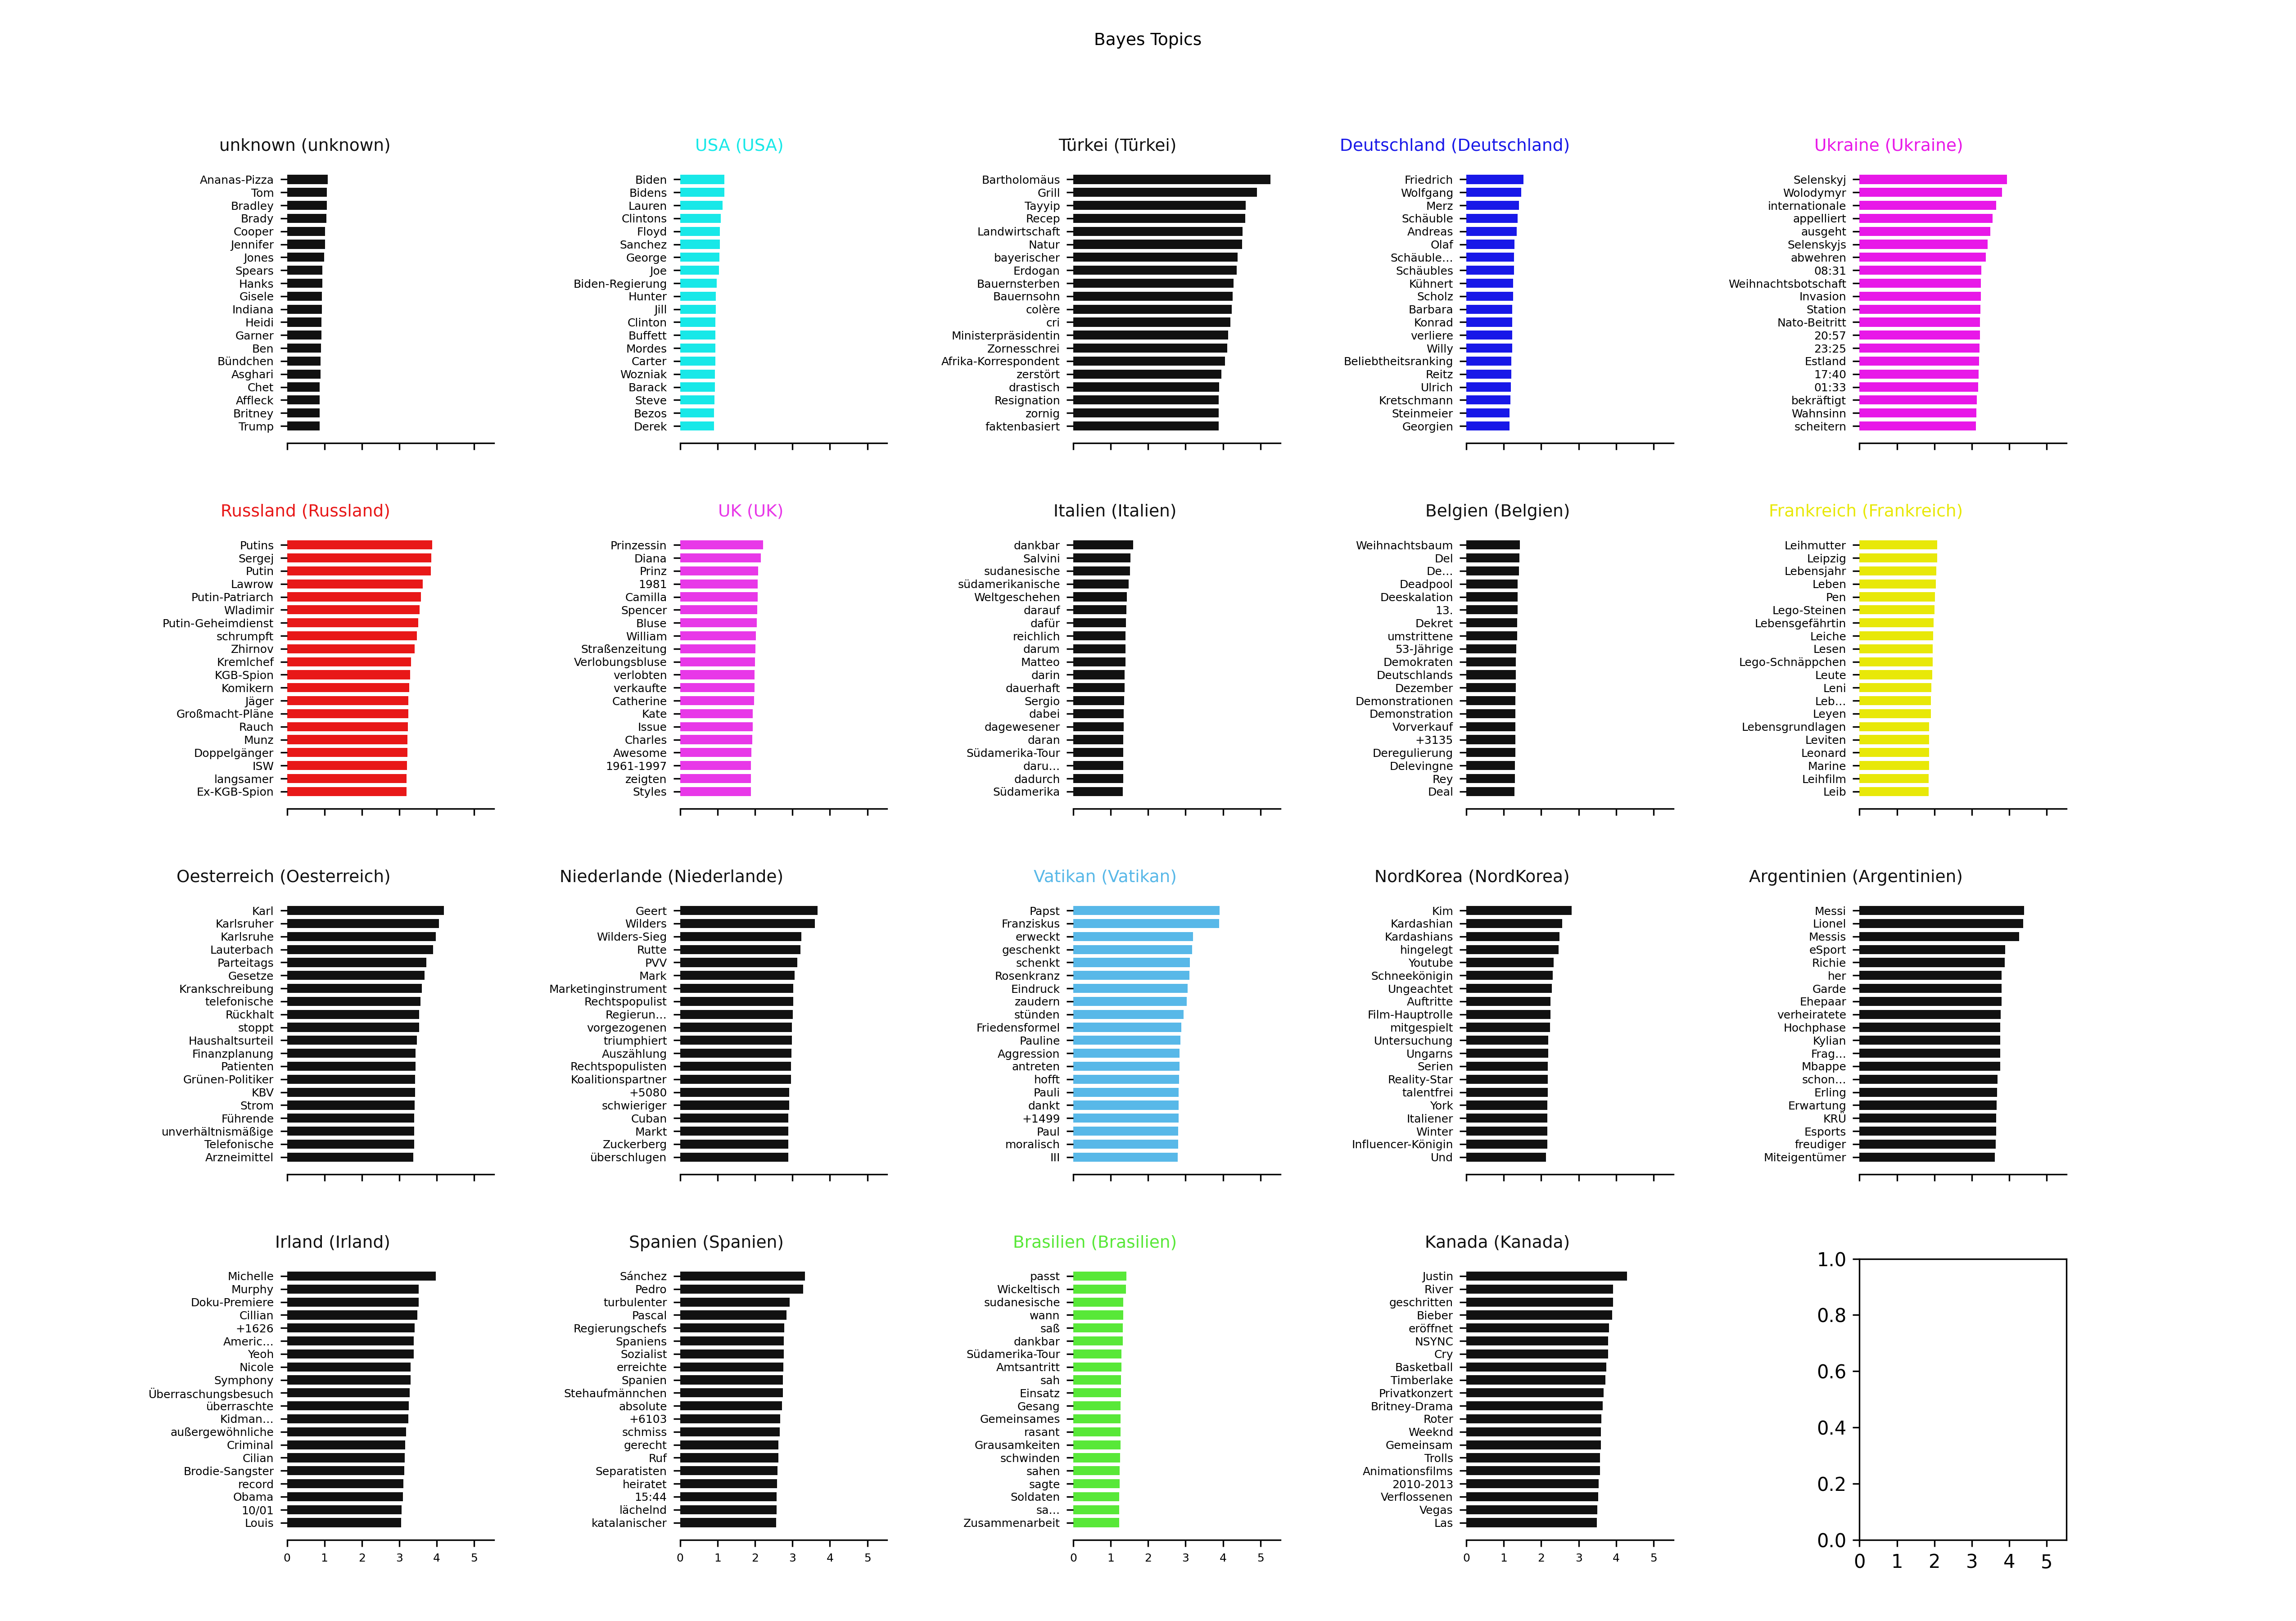 Bayes Topics
unknown (unknown)
Ananas-Pizza
Tom
Bradley
Brady
Cooper
Jennifer
Jones
Spears
Hanks
Gisele
Indiana
Heidi
Garner
Ben
Bündchen
Asghari
Chet
Affleck
Britney
Trump
USA (USA)
Biden
Bidens
Lauren
Clintons
Floyd
Sanchez
George
Joe
Biden-Regierung
Hunter
Jill
Clinton
Buffett
Mordes
Carter
Wozniak
Barack
Steve
Bezos
Derek
Türkei (Türkei)
Bartholomäus
Grill
Tayyip
Recep
Landwirtschaft
Natur
bayerischer
Erdogan
Bauernsterben
Bauernsohn
colère
cri
Ministerpräsidentin
Zornesschrei
Afrika-Korrespondent
zerstört
drastisch
Resignation
zornig
faktenbasiert
Deutschland (Deutschland)
Friedrich
Wolfgang
Merz
Schäuble
Andreas
Olaf
Schäuble…
Schäubles
Kühnert
Scholz
Barbara
Konrad
verliere
Willy
Beliebtheitsranking
Reitz
Ulrich
Kretschmann
Steinmeier
Georgien
Ukraine (Ukraine)
Selenskyj
Wolodymyr
internationale
appelliert
ausgeht
Selenskyjs
abwehren
08:31
Weihnachtsbotschaft
Invasion
Station
Nato-Beitritt
20:57
23:25
Estland
17:40
01:33
bekräftigt
Wahnsinn
scheitern
Russland (Russland)
Putins
Sergej
Putin
Lawrow
Putin-Patriarch
Wladimir
Putin-Geheimdienst
schrumpft
Zhirnov
Kremlchef
KGB-Spion
Komikern
Jäger
Großmacht-Pläne
Rauch
Munz
Doppelgänger
ISW
langsamer
Ex-KGB-Spion
UK (UK)
Prinzessin
Diana
Prinz
1981
Camilla
Spencer
Bluse
William
Straßenzeitung
Verlobungsbluse
verlobten
verkaufte
Catherine
Kate
Issue
Charles
Awesome
1961-1997
zeigten
Styles
Italien (Italien)
dankbar
Salvini
sudanesische
südamerikanische
Weltgeschehen
darauf
dafür
reichlich
darum
Matteo
darin
dauerhaft
Sergio
dabei
dagewesener
daran
Südamerika-Tour
daru…
dadurch
Südamerika
Belgien (Belgien)
Weihnachtsbaum
Del
De…
Deadpool
Deeskalation
13.
Dekret
umstrittene
53-Jährige
Demokraten
Deutschlands
Dezember
Demonstrationen
Demonstration
Vorverkauf
+3135
Deregulierung
Delevingne
Rey
Deal
Frankreich (Frankreich)
Leihmutter
Leipzig
Lebensjahr
Leben
Pen
Lego-Steinen
Lebensgefährtin
Leiche
Lesen
Lego-Schnäppchen
Leute
Leni
Leb…
Leyen
Lebensgrundlagen
Leviten
Leonard
Marine
Leihfilm
Leib
Oesterreich (Oesterreich)
Karl
Karlsruher
Karlsruhe
Lauterbach
Parteitags
Gesetze
Krankschreibung
telefonische
Rückhalt
stoppt
Haushaltsurteil
Finanzplanung
Patienten
Grünen-Politiker
KBV
Strom
Führende
unverhältnismäßige
Telefonische
Arzneimittel
Niederlande (Niederlande)
Geert
Wilders
Wilders-Sieg
Rutte
PVV
Mark
Marketinginstrument
Rechtspopulist
Regierun…
vorgezogenen
triumphiert
Auszählung
Rechtspopulisten
Koalitionspartner
+5080
schwieriger
Cuban
Markt
Zuckerberg
überschlugen
Vatikan (Vatikan)
Papst
Franziskus
erweckt
geschenkt
schenkt
Rosenkranz
Eindruck
zaudern
stünden
Friedensformel
Pauline
Aggression
antreten
hofft
Pauli
dankt
+1499
Paul
moralisch
III
NordKorea (NordKorea)
Kim
Kardashian
Kardashians
hingelegt
Youtube
Schneekönigin
Ungeachtet
Auftritte
Film-Hauptrolle
mitgespielt
Untersuchung
Ungarns
Serien
Reality-Star
talentfrei
York
Italiener
Winter
Influencer-Königin
Und
Argentinien (Argentinien)
Messi
Lionel
Messis
eSport
Richie
her
Garde
Ehepaar
verheiratete
Hochphase
Kylian
Frag…
Mbappe
schon…
Erling
Erwartung
KRÜ
Esports
freudiger
Miteigentümer
Irland (Irland)
Michelle
Murphy
Doku-Premiere
Cillian
+1626
Americ…
Yeoh
Nicole
Symphony
Überraschungsbesuch
überraschte
Kidman…
außergewöhnliche
Criminal
Cilian
Brodie-Sangster
record
Obama
10/01
Louis
0 1 2 3 4 5
Spanien (Spanien)
Sánchez
Pedro
turbulenter
Pascal
Regierungschefs
Spaniens
Sozialist
erreichte
Spanien
Stehaufmännchen
absolute
+6103
schmiss
gerecht
Ruf
Separatisten
heiratet
15:44
lächelnd
katalanischer
0 1 2 3 4 5
Brasilien (Brasilien)
passt
Wickeltisch
sudanesische
wann
saß
dankbar
Südamerika-Tour
Amtsantritt
sah
Einsatz
Gesang
Gemeinsames
rasant
Grausamkeiten
schwinden
sahen
sagte
Soldaten
sa…
Zusammenarbeit
0 1 2 3 4 5
Kanada (Kanada)
Justin
River
geschritten
Bieber
eröffnet
NSYNC
Cry
Basketball
Timberlake
Privatkonzert
Britney-Drama
Roter
Weeknd
Gemeinsam
Trolls
Animationsfilms
2010-2013
Verflossenen
Vegas
Las
0 1 2 3 4 5
1.0
0.8
0.6
0.4
0.2
0.0
0 1 2 3 4 5